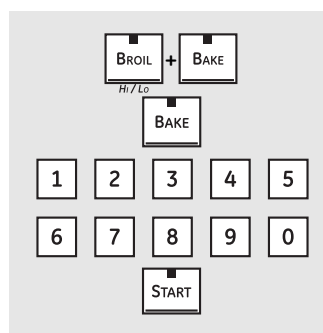 BROIL + BAKE
HI / LO
BAKE
1 2 3 4 5
6 7 8 9 0
START